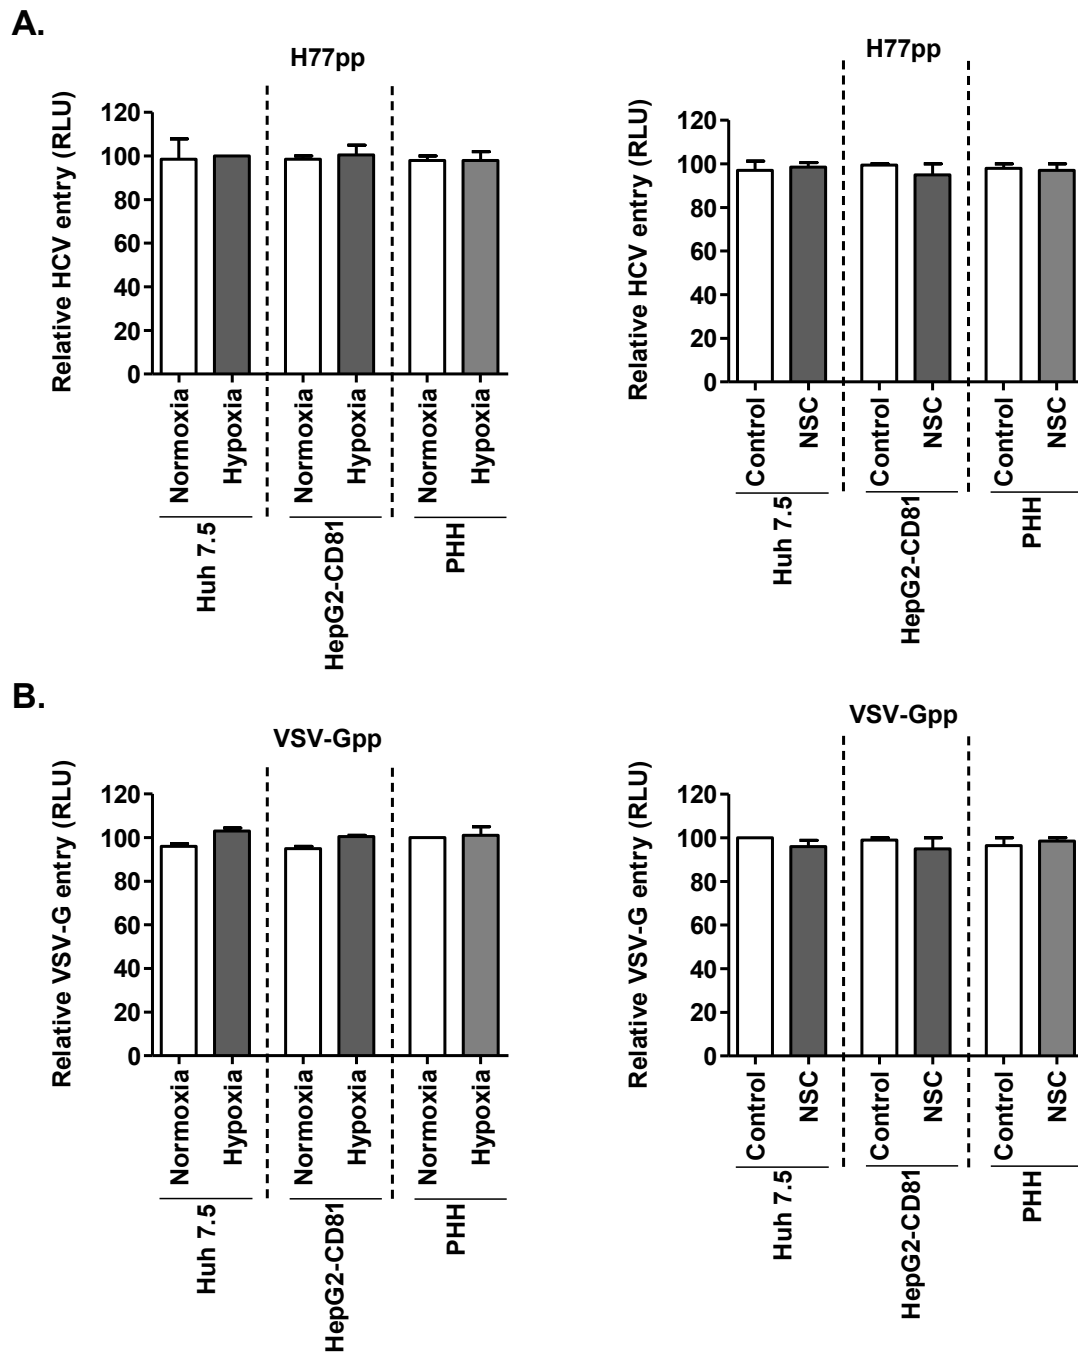 A.
H77pp
Relative HCV entry (RLU)
120
100
80
60
40
20
0
Normoxia
Hypoxia
Normoxia
Hypoxia
Normoxia
Hypoxia
Huh 7.5
HepG2-CD81
PHH
H77pp
Relative HCV entry (RLU)
120
100
80
60
40
20
0
Control
NSC
Control
NSC
Control
NSC
Huh 7.5
HepG2-CD81
PHH
B.
VSV-Gpp
Relative VSV-G entry (RLU)
120
100
80
60
40
20
0
Normoxia
Hypoxia
Normoxia
Hypoxia
Normoxia
Hypoxia
Huh 7.5
HepG2-CD81
PHH
VSV-Gpp
Relative VSV-G entry (RLU)
120
100
80
60
40
20
0
Control
NSC
Control
NSC
Control
NSC
Huh 7.5
HepG2-CD81
PHH